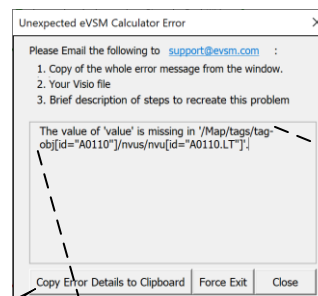 Unexpected eVSM Calculator Error
Please Email the following to support@evsm.com :
1. Copy of the whole error message from the window.
2. Your Visio file
3. Brief description of steps to recreate this problem
The value of 'value' is missing in '/Map/tags/tag-
obj[id="A0110"]/nvus/nvu[id="A0110.LT"]'.
Copy Error Details to Clipboard Force Exit Close